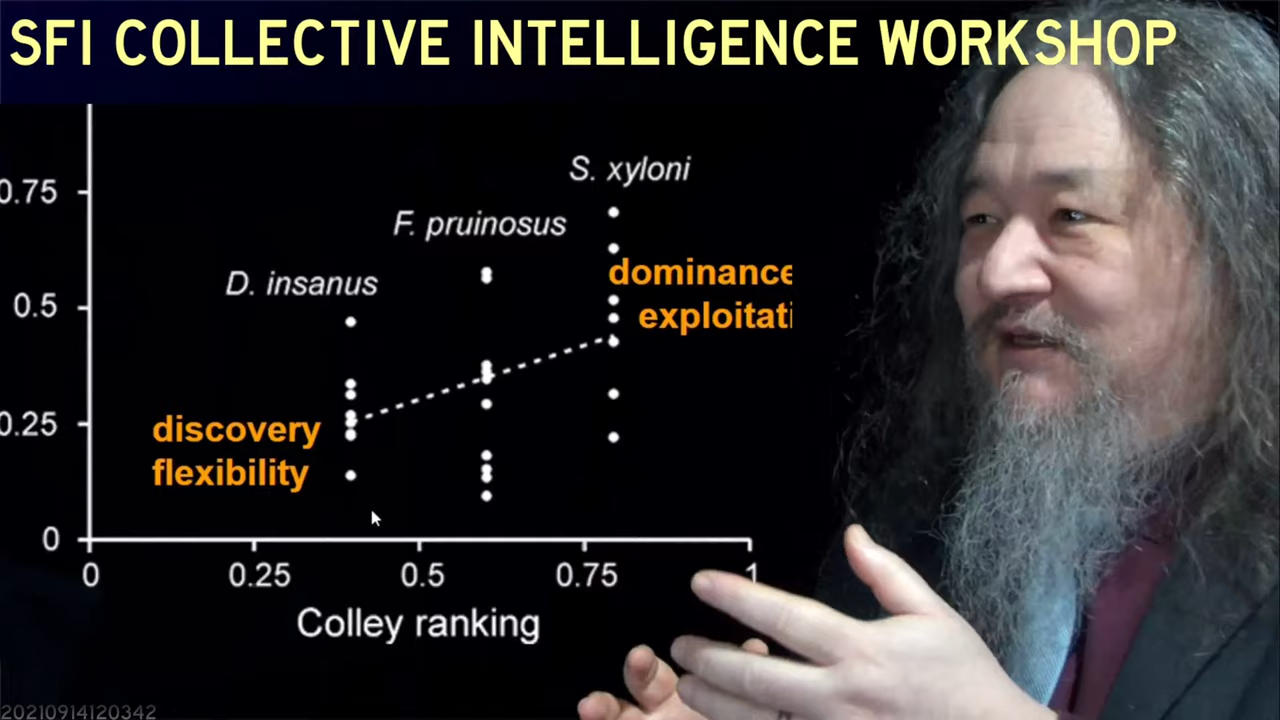 SFI COLLECTIVE INTELLIGENCE WORKSHOP
S. xyloni
0.75
F. pruinosus
dominance
D. insanus
0.5
exploitati
0.25
discovery
flexibility
0
0
0.25
0.5
0.75
1
Colley ranking
20210914120342